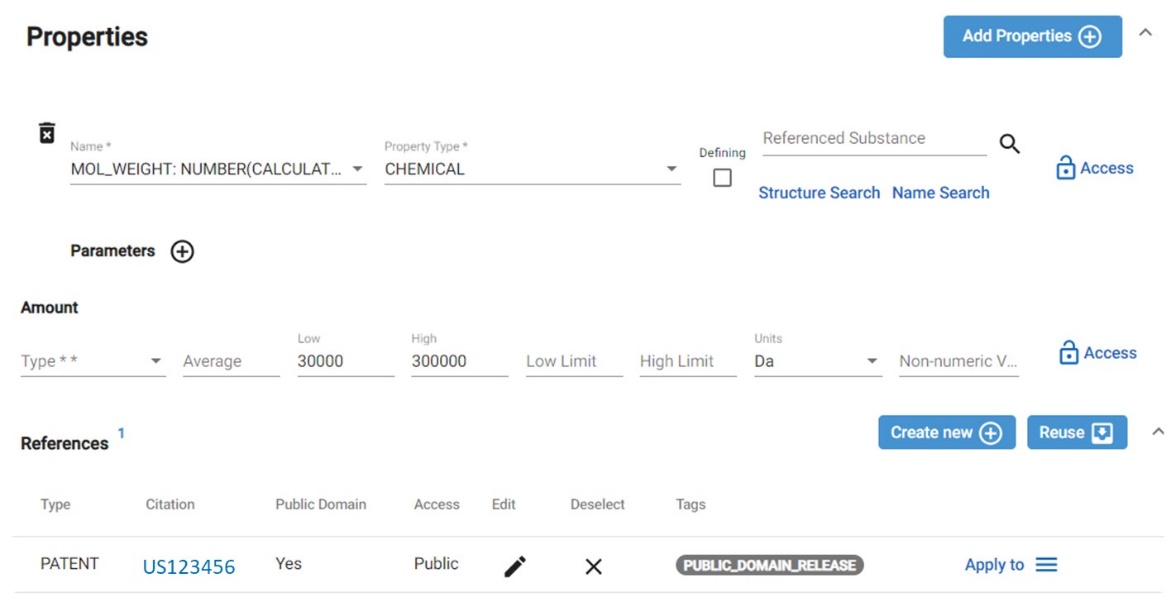 Properties
Add Properties
Name *
Property Type *
Defining
Referenced Substance
MOL_WEIGHT: NUMBER(CALCULAT...
CHEMICAL
Access
Structure Search Name Search
Parameters
Amount
Type * *
Average
Low
30000
High
300000
Low Limit
High Limit
Units
Da
Non-numeric V...
Access
References 1
Create new
Reuse
Type Citation Public Domain Access Edit Deselect Tags
PATENT US123456 Yes Public PUBLIC_DOMAIN_RELEASE Apply to